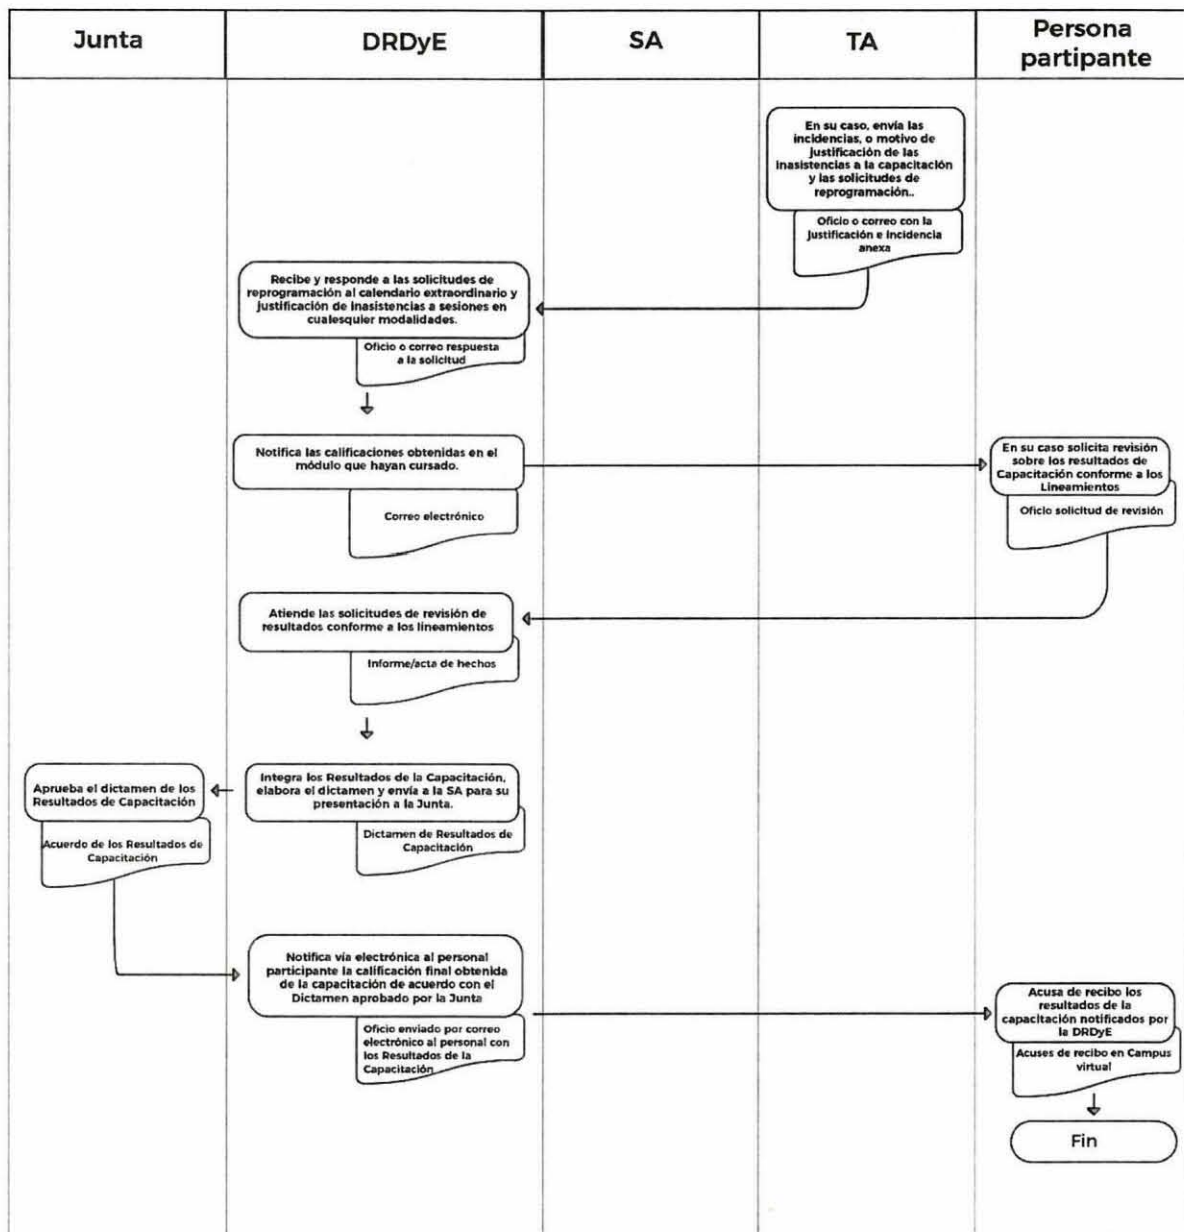 Junta
DRDyE
SA
TA
Persona
partipante
En su caso, envía las
incidencias, o motivo de
justificación de las
inasistencias a la capacitación
y las solicitudes de
reprogramación..
Oficio o correo con la
justificación e incidencia
anexa
Recibe y responde a las solicitudes de
reprogramación al calendario extraordinario y
justificación de inasistencias a sesiones en
cualesquier modalidades.
Oficio o correo respuesta
a la solicitud
Notifica las calificaciones obtenidas en el
módulo que hayan cursado.
Correo electrónico
En su caso solicita revisión
sobre los resultados de
Capacitación conforme a los
Lineamientos
Oficio solicitud de revisión
Atiende las solicitudes de revisión de
resultados conforme a los lineamientos
Informe/acta de hechos
Integra los Resultados de la Capacitación,
elabora el dictamen y envía a la SA para su
presentación a la Junta.
Dictamen de Resultados de
Capacitación
Aprueba el dictamen de los
Resultados de Capacitación
Acuerdo de los Resultados de
Capacitación
Notifica vía electrónica al personal
participante la calificación final obtenida
de la capacitación de acuerdo con el
Dictamen aprobado por la Junta
Oficio enviado por correo
electrónico al personal con
los Resultados de la
Capacitación
Acusa de recibo los
resultados de la
capacitación notificados por
la DRDyE
Acuses de recibo en Campus
virtual
Fin